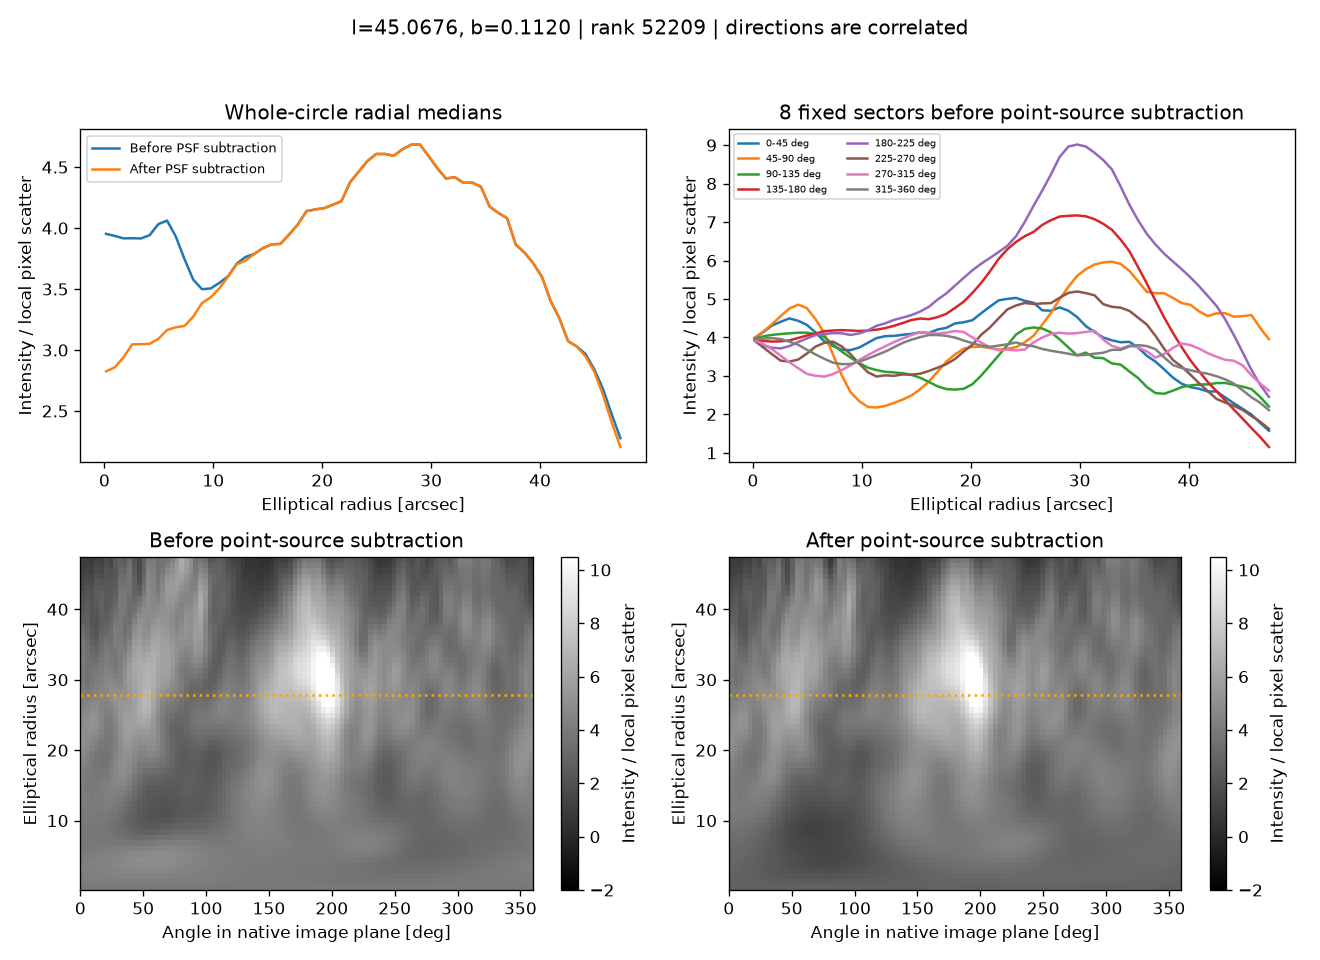 l=45.0676, b=0.1120 | rank 52209 | directions are correlated
Whole-circle radial medians
Before PSF subtraction
After PSF subtraction
Intensity / local pixel scatter
4.5
4.0
3.5
3.0
2.5
0 10 20 30 40
Elliptical radius [arcsec]
8 fixed sectors before point-source subtraction
0-45 deg
45-90 deg
90-135 deg
135-180 deg
180-225 deg
225-270 deg
270-315 deg
315-360 deg
Intensity / local pixel scatter
9
8
7
6
5
4
3
2
1
0 10 20 30 40
Elliptical radius [arcsec]
Before point-source subtraction
Elliptical radius [arcsec]
40
30
20
10
0 50 100 150 200 250 300 350
Angle in native image plane [deg]
10
8
6
4
2
0
−2
Intensity / local pixel scatter
After point-source subtraction
Elliptical radius [arcsec]
40
30
20
10
0 50 100 150 200 250 300 350
Angle in native image plane [deg]
10
8
6
4
2
0
−2
Intensity / local pixel scatter